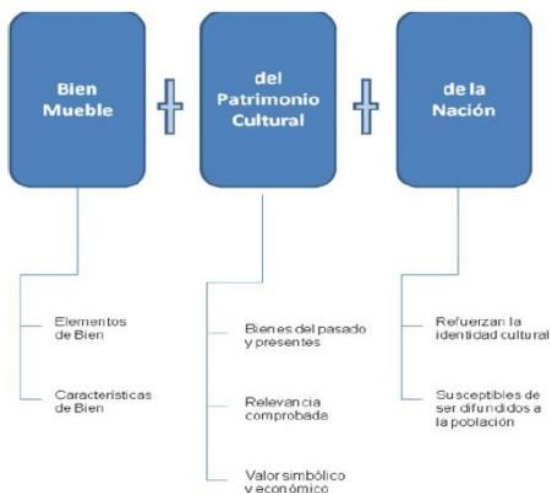 Bien
Mueble
del
Patrimonio
Cultural
de la
Nación
Elementos
de Bien
Características
de Bien
Bienes del pasado
y presentes
Relevancia
comprobada
Valor simbólico
y económico
Refuerzan la
identidad cultural
Susceptibles de
ser difundidos a
la población